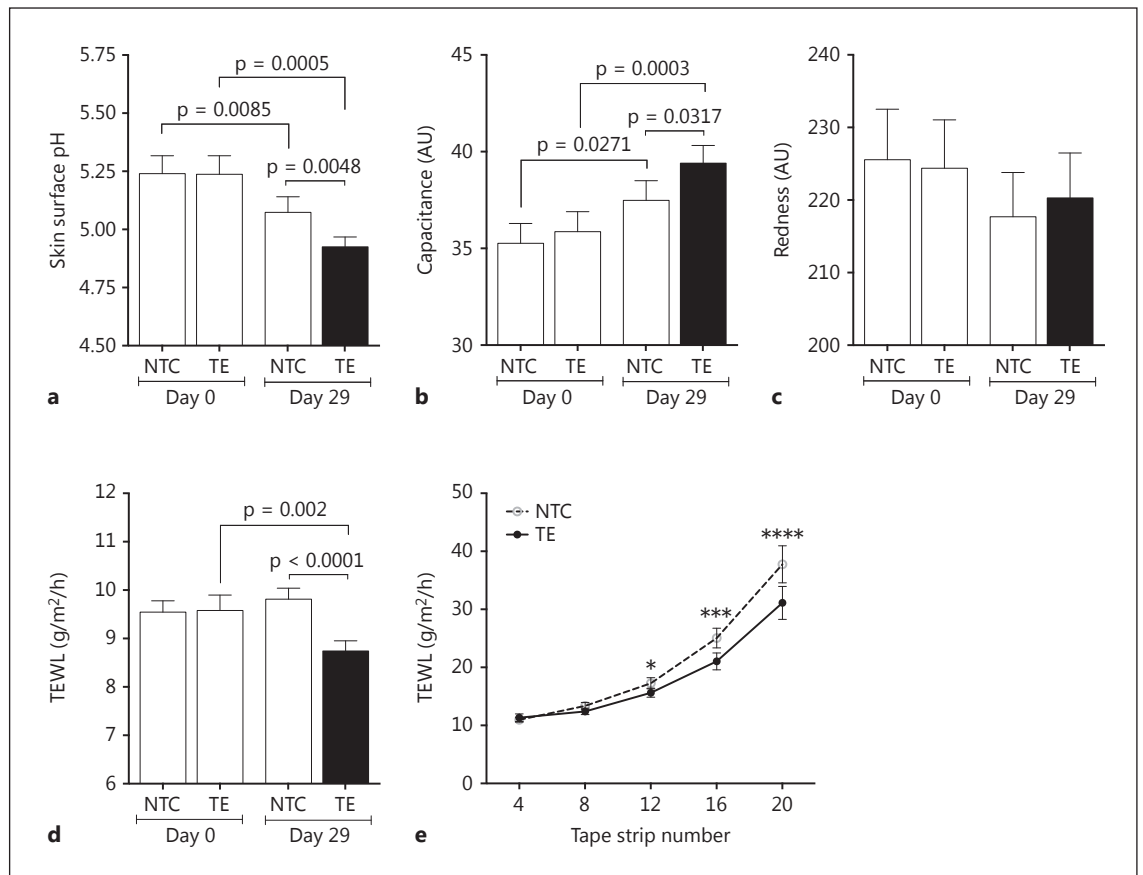 5.75
5.50
5.25
5.00
4.75
4.50
Skin surface pH
p = 0.0005
p = 0.0085
p = 0.0048
NTC TE NTC TE
Day 0 Day 29
a
45
40
35
30
Capacitance (AU)
p = 0.0003
p = 0.0317
p = 0.0271
NTC TE NTC TE
Day 0 Day 29
b
240
230
220
210
200
Redness (AU)
NTC TE NTC TE
Day 0 Day 29
c
12
11
10
9
8
7
6
TEWL (g/m²/h)
p = 0.002
p < 0.0001
NTC TE NTC TE
Day 0 Day 29
d
50
40
30
20
10
0
TEWL (g/m²/h)
NTC
TE
*
***
****
4 8 12 16 20
Tape strip number
e